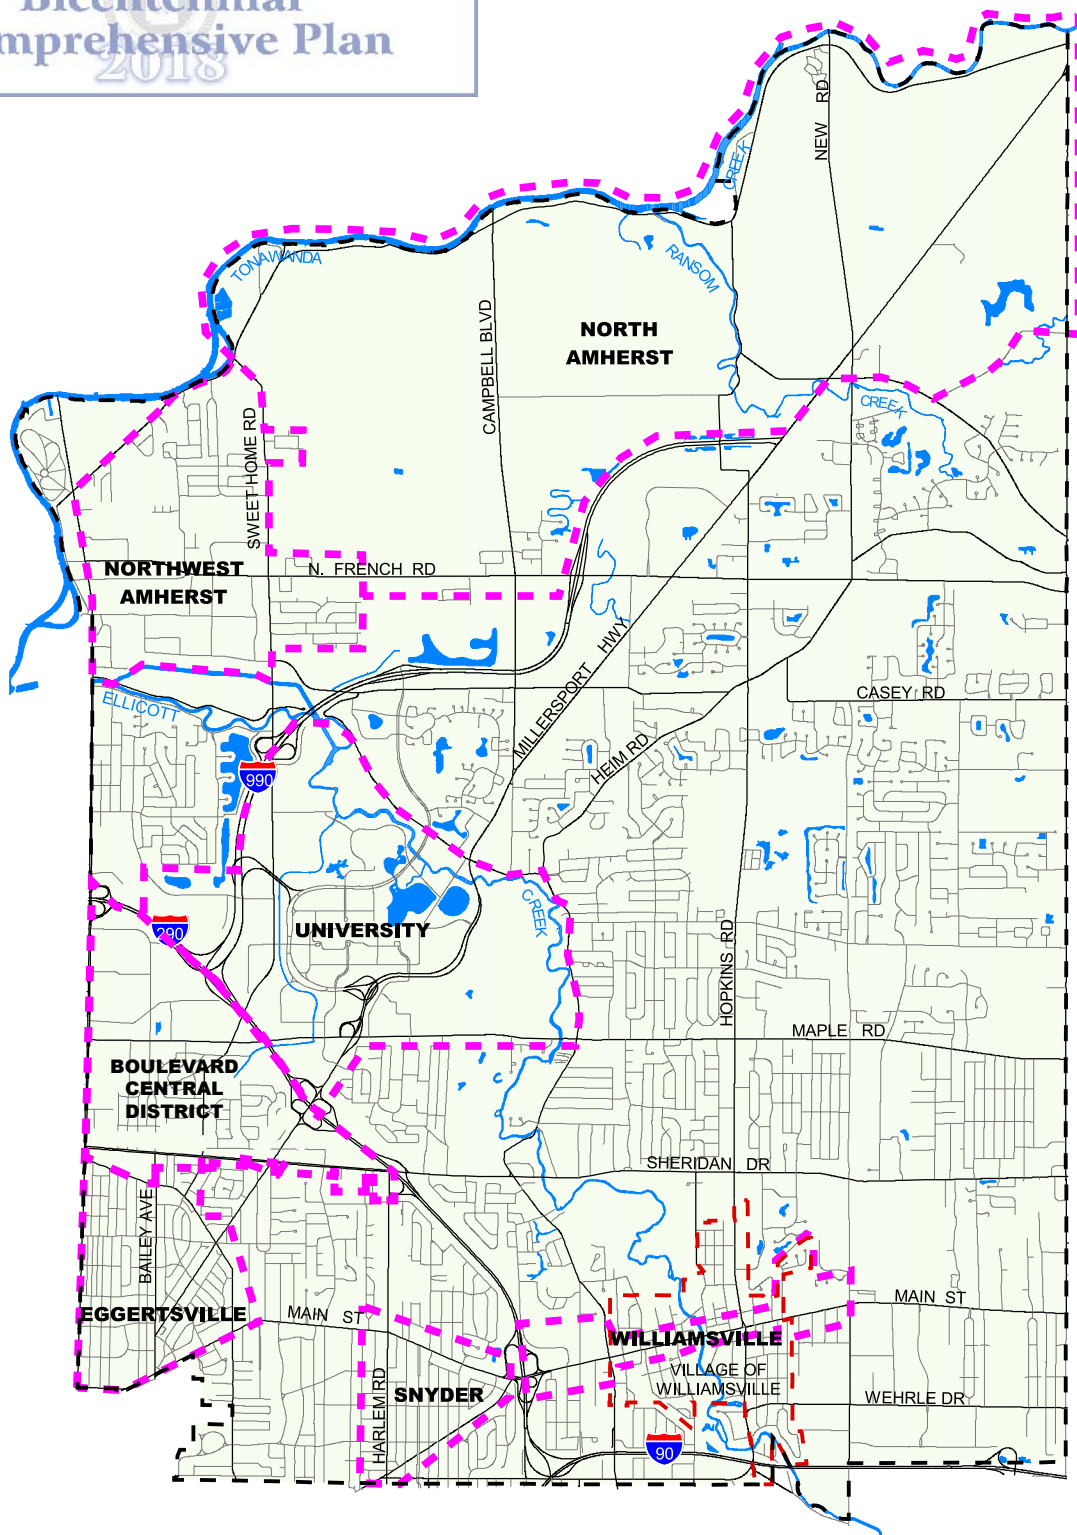 Bicentennial
mprehensive Plan
2018
NEW RD
CREEK
TONAWANDA
RANSOM
CAMPBELL BLVD
NORTH
AMHERST
CREEK
SWEET HOME RD
NORTHWEST
AMHERST
N. FRENCH RD
MILLERSPORT HWY
ELLICOTT
CASEY RD
HEIM RD
990
CREEK
HOPKINS RD
290
UNIVERSITY
MAPLE RD
BOULEVARD
CENTRAL
DISTRICT
SHERIDAN DR
BAILEY AVE
EGGERTSVILLE
MAIN ST
MAIN ST
WILLIAMSVILLE
VILLAGE OF
WILLIAMSVILLE
SNYDER
HARLEM RD
WEHRLE DR
90